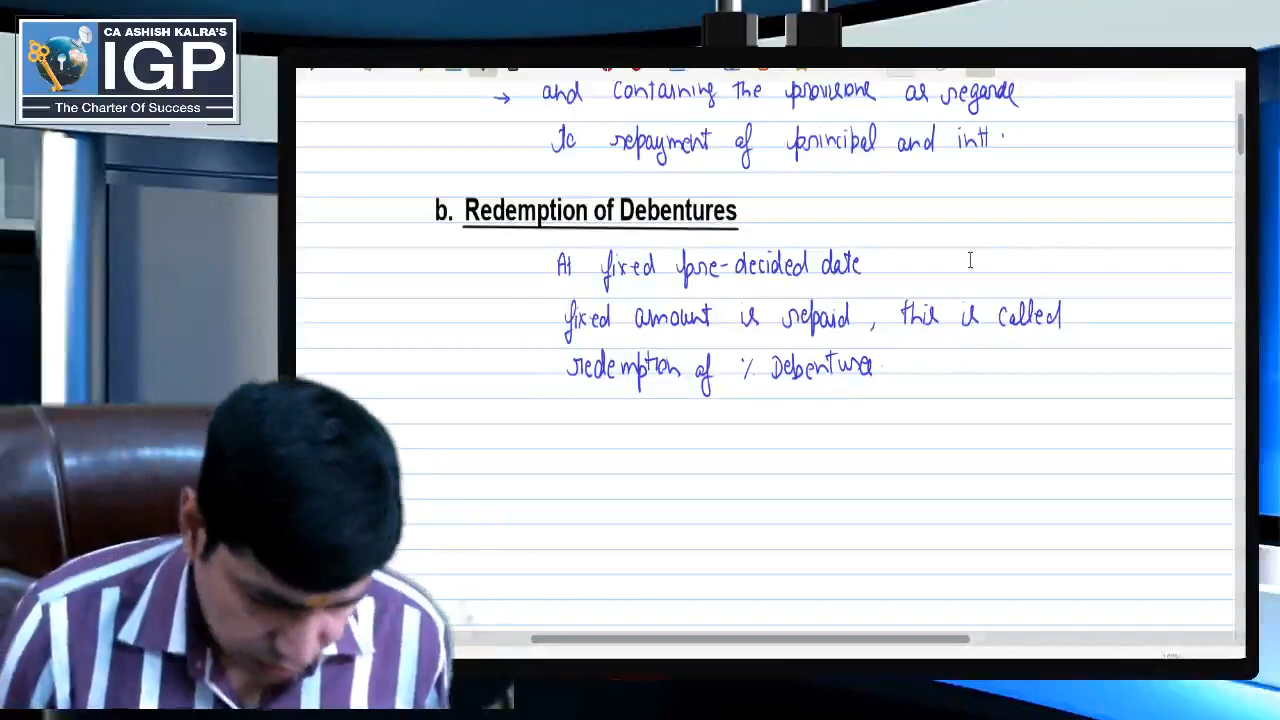 CA ASHISH KALRA'S
IGP
The Charter Of Success
→ and containing the provisions as regards
to repayment of principal and intt.
b. Redemption of Debentures
At fixed pre-decided date
fixed amount is repaid, this is called
redemption of % Debentures